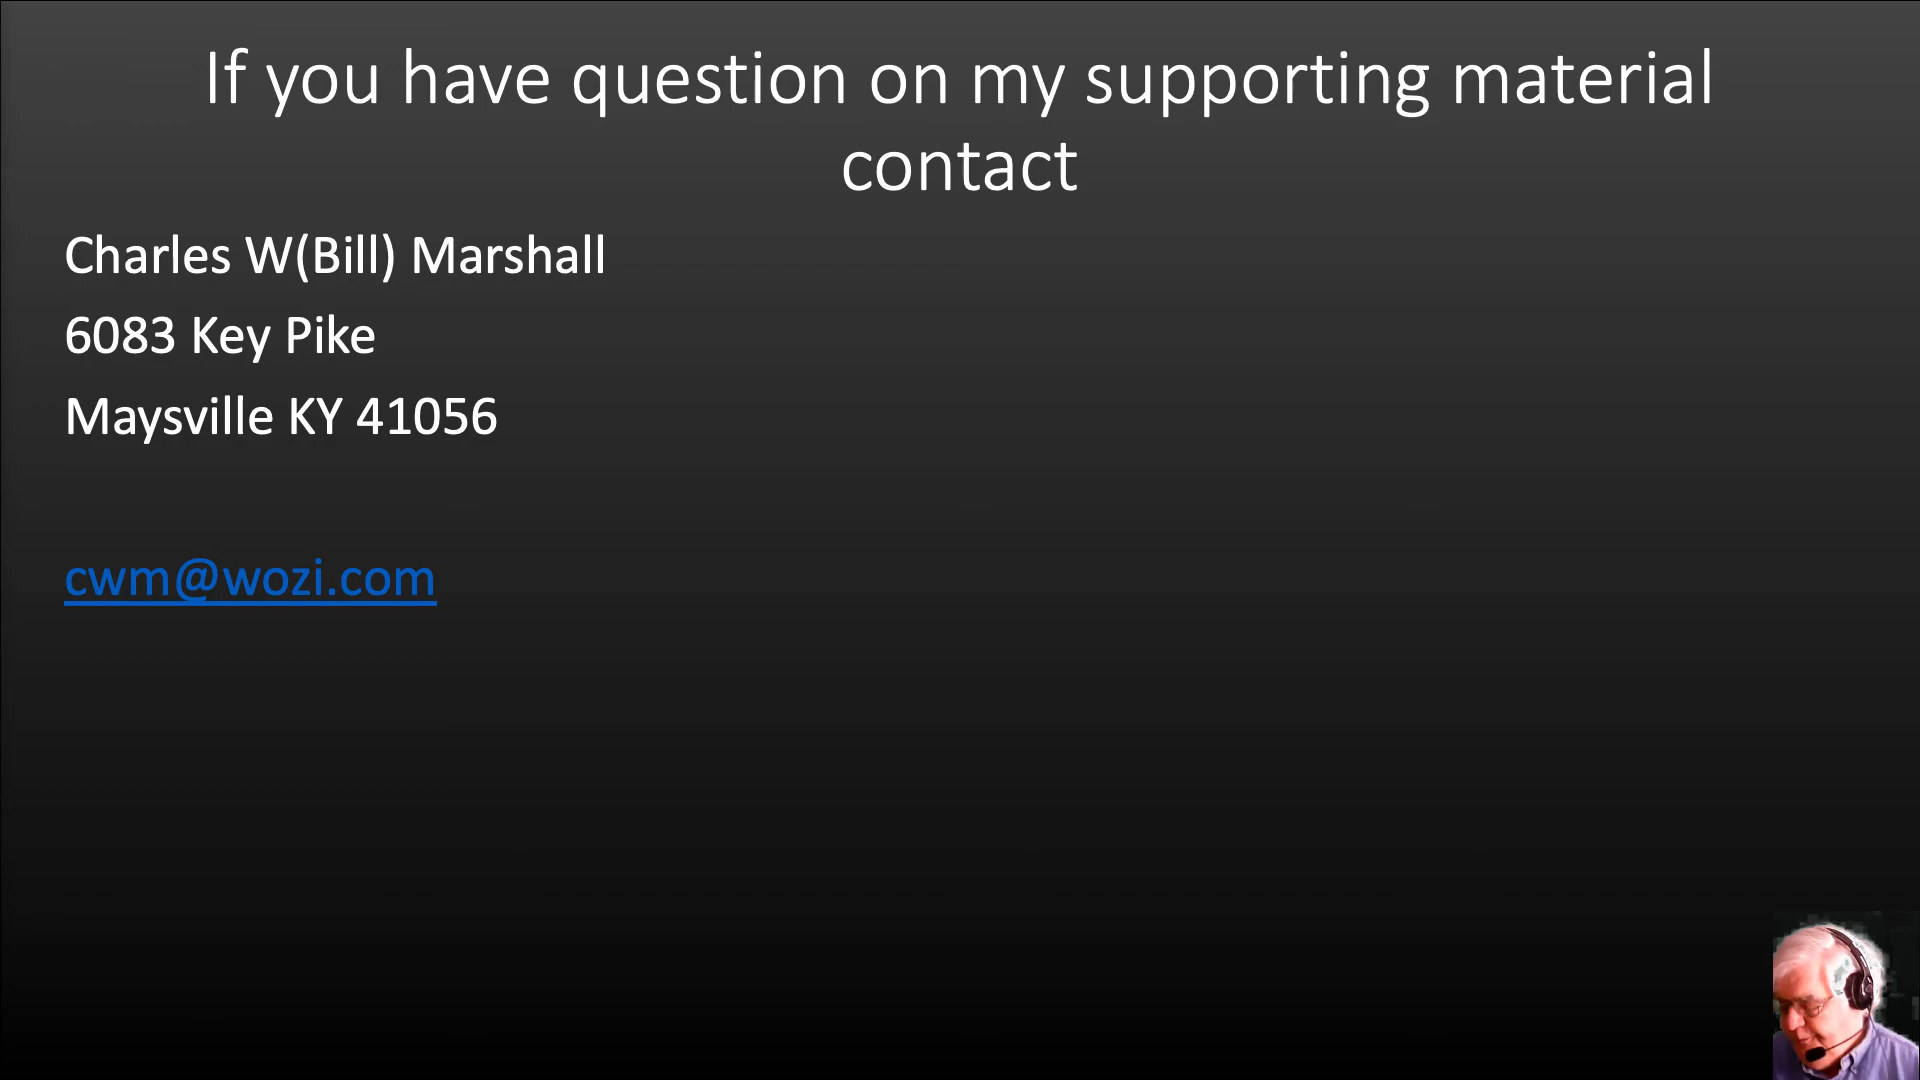 If you have question on my supporting material
contact
Charles W(Bill) Marshall
6083 Key Pike
Maysville KY 41056
cwm@wozi.com